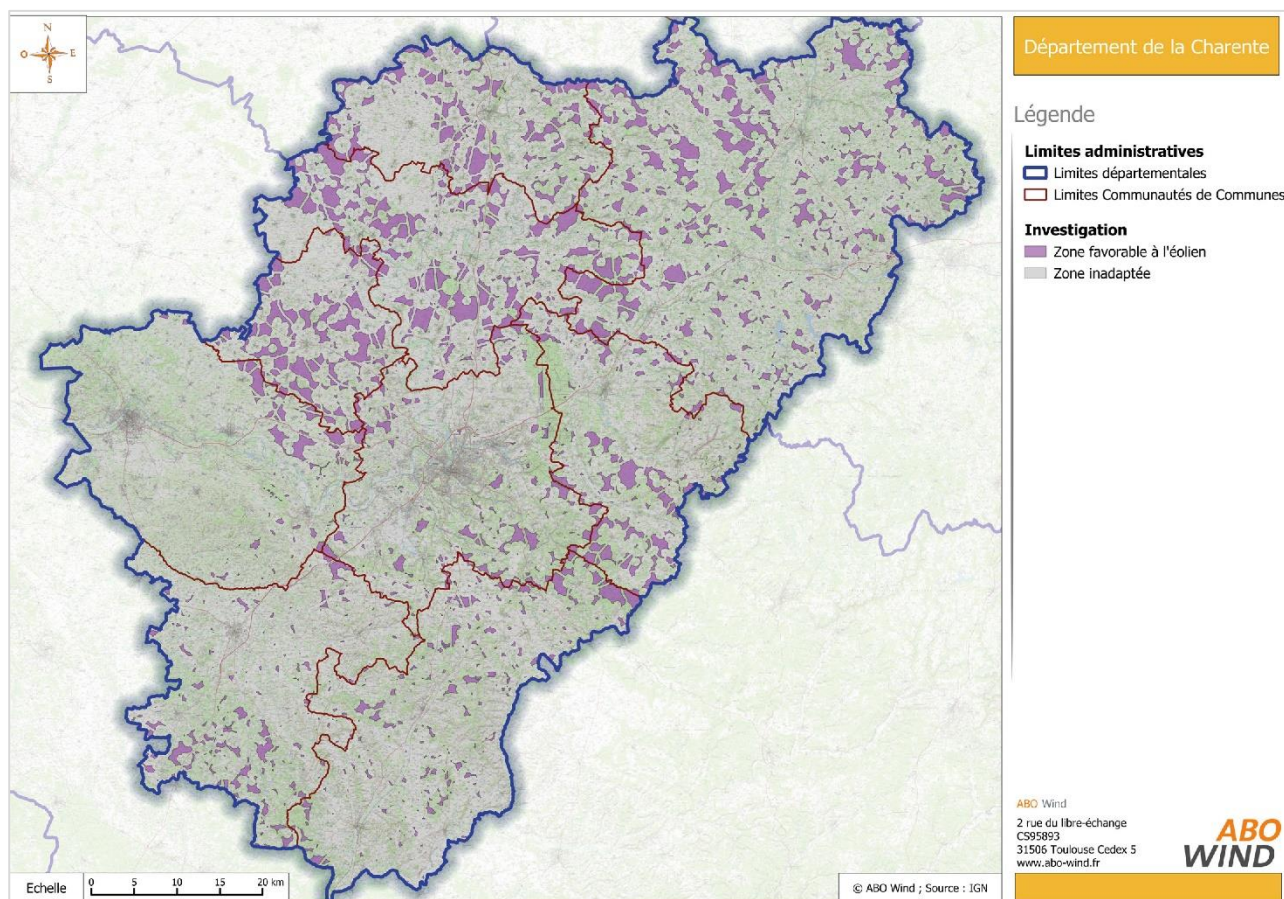 N
O
E
S
Département de la Charente
Légende
Limites administratives
Limites départementales
Limites Communautés de Communes
Investigation
Zone favorable à l'éolien
Zone inadaptée
ABO Wind
2 rue du libre-échange
CS95893
31506 Toulouse Cedex 5
www.abo-wind.fr
ABO
WIND
Echelle
0 5 10 15 20 km
© ABO Wind ; Source : IGN